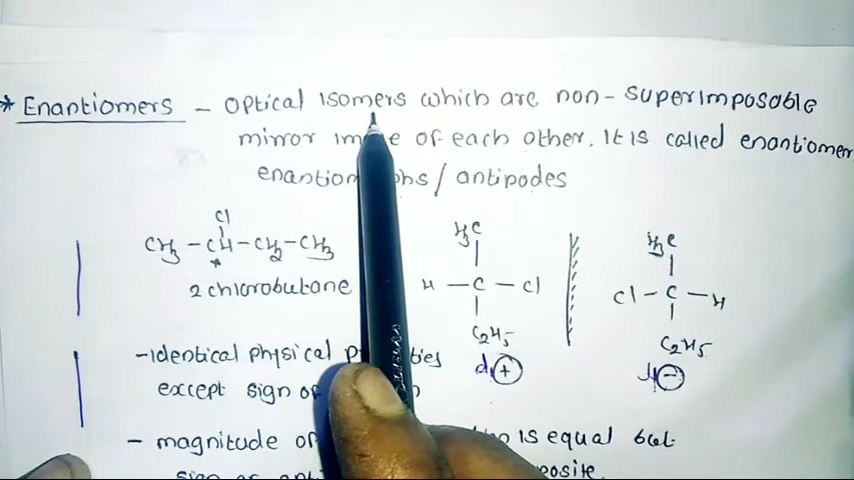 * Enantiomers - optical isomers which are non-superimposable
mirror of each other. It is called enantiomer
/ antipodes
Cl
CH3 - CH - CH2 - CH3
*
2 chlorobutane
H3C
H - C - Cl
C2H5
d, +
H3C
Cl - C - H
C2H5
l, -
- identical physical
except sign of
- magnitude of is equal but
sign